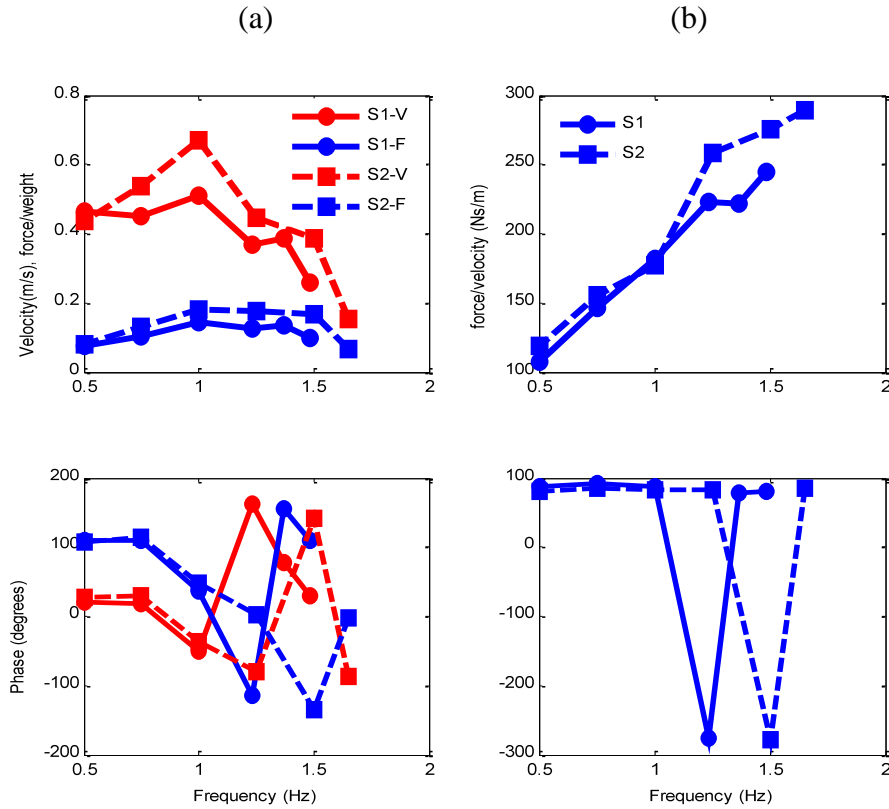 (a)
(b)
Velocity(m/s), force/weight
0.8
0.6
0.4
0.2
0
0.5
1
1.5
2
S1-V
S1-F
S2-V
S2-F
force/velocity (Ns/m)
300
250
200
150
100
0.5
1
1.5
2
S1
S2
Phase (degrees)
200
100
0
-100
-200
0.5
1
1.5
2
Frequency (Hz)
100
0
-100
-200
-300
0.5
1
1.5
2
Frequency (Hz)